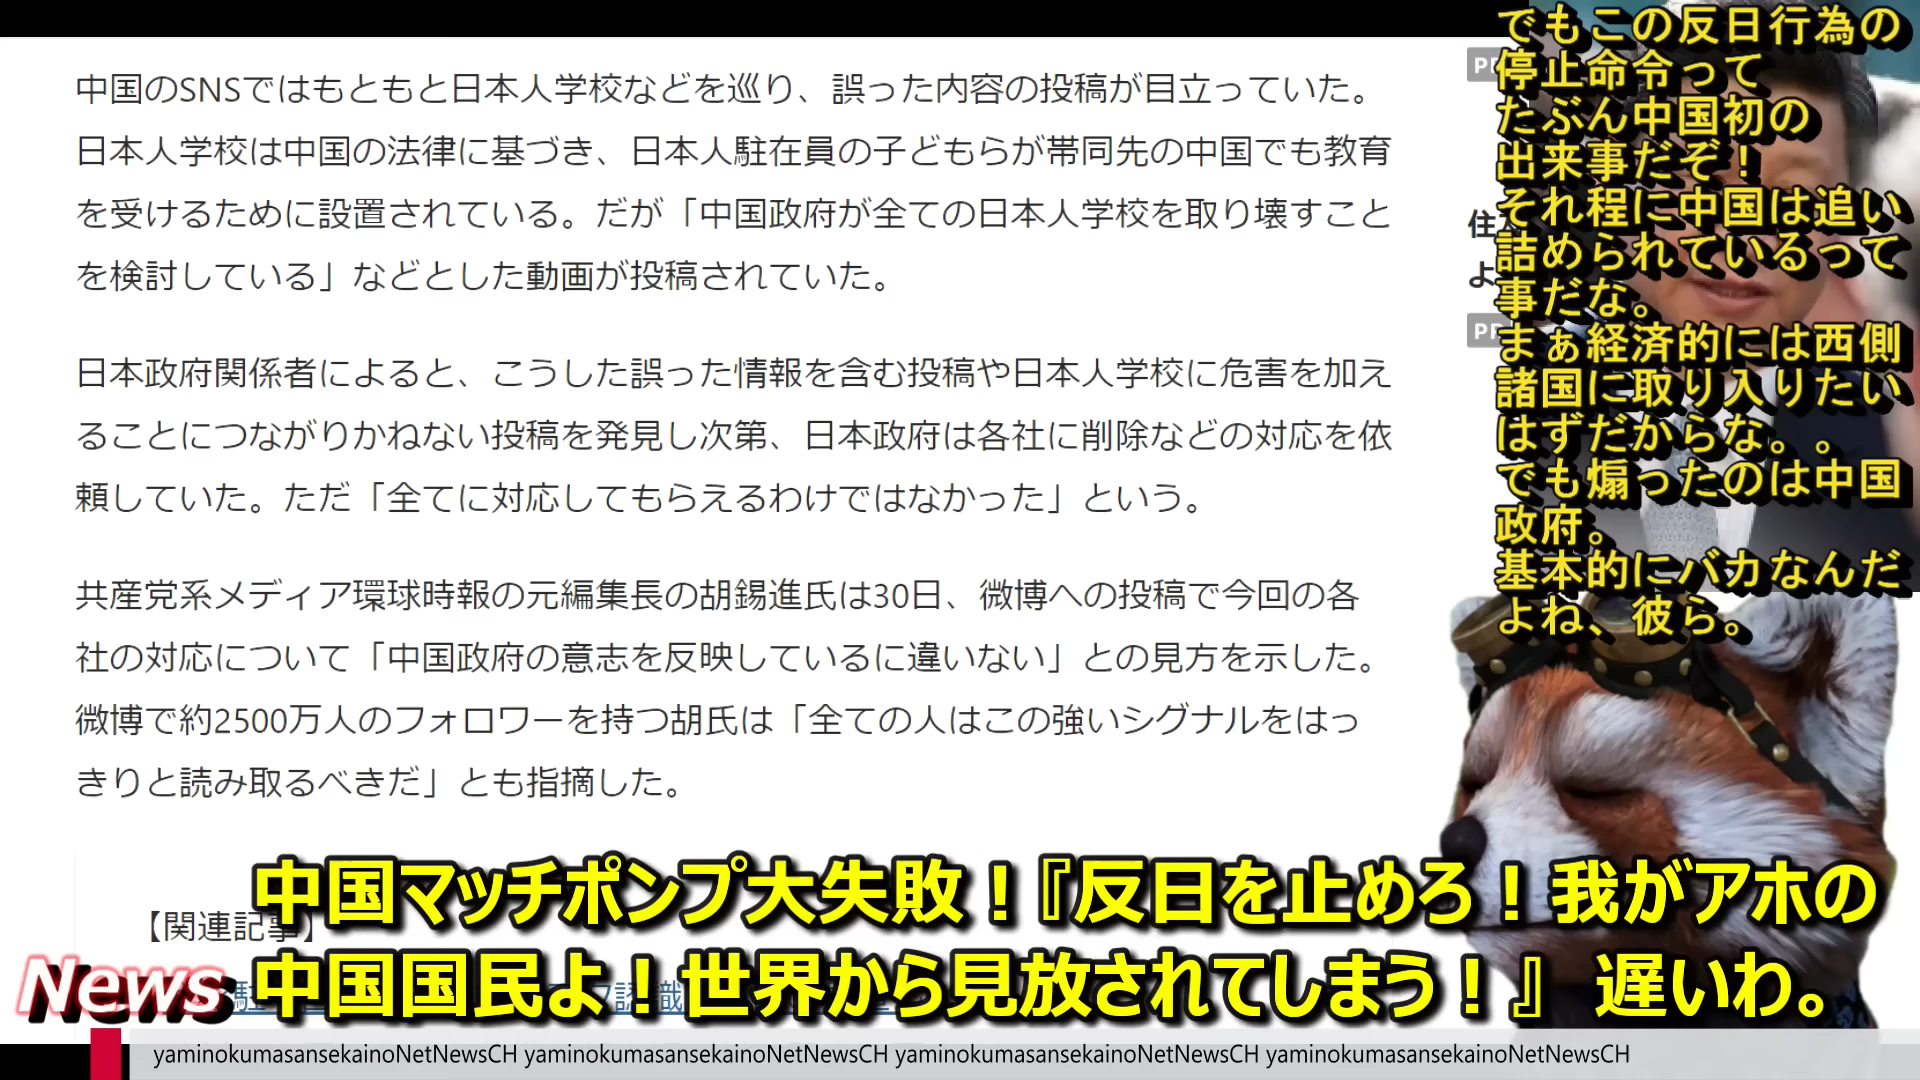 中国のSNSではもともと日本人学校などを巡り、誤った内容の投稿が目立っていた。
日本人学校は中国の法律に基づき、日本人駐在員の子どもらが帯同先の中国でも教育
を受けるために設置されている。だが「中国政府が全ての日本人学校を取り壊すこと
を検討している」などとした動画が投稿されていた。
日本政府関係者によると、こうした誤った情報を含む投稿や日本人学校に危害を加え
ることにつながりかねない投稿を発見し次第、日本政府は各社に削除などの対応を依
頼していた。ただ「全てに対応してもらえるわけではなかった」という。
共産党系メディア環球時報の元編集長の胡錫進氏は30日、微博への投稿で今回の各
社の対応について「中国政府の意志を反映しているに違いない」との見方を示した。
微博で約2500万人のフォロワーを持つ胡氏は「全ての人はこの強いシグナルをはっ
きりと読み取るべきだ」とも指摘した。
【関連記事】
でもこの反日行為の
停止命令って
たぶん中国初の
出来事だぞ！
それ程に中国は追い
詰められているって
事だな。
まぁ経済的には西側
諸国に取り入りたい
はずだからな。。
でも煽ったのは中国
政府。
基本的にバカなんだ
よね、彼ら。
中国マッチポンプ大失敗！『反日を止めろ！我がアホの
中国国民よ！世界から見放されてしまう！』 遅いわ。
News
yaminokumasansekainoNetNewsCH yaminokumasansekainoNetNewsCH yaminokumasansekainoNetNewsCH yaminokumasansekainoNetNewsCH